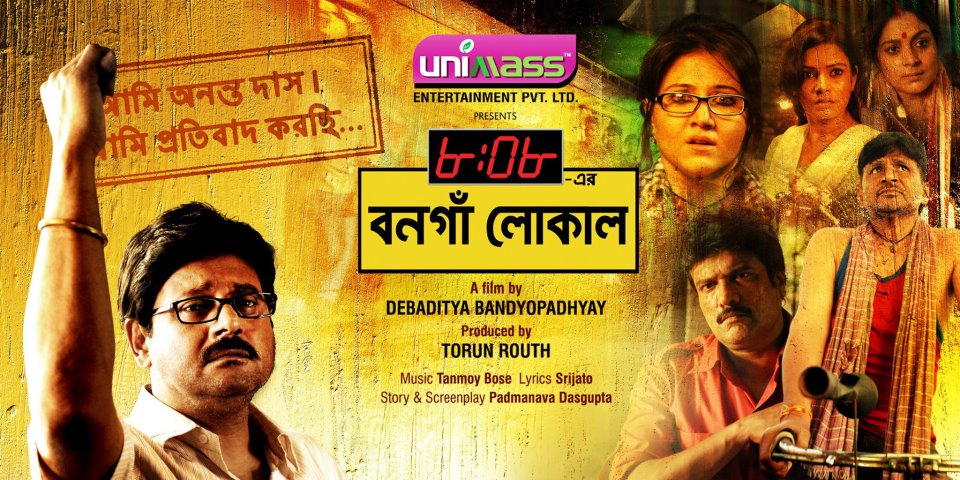 আমি অনন্ত দাস।
আমি প্রতিবাদ করছি...
unimass™
ENTERTAINMENT PVT. LTD.
PRESENTS
৮:০৮
-এর
বনগাঁ লোকাল
A film by
DEBADITYA BANDYOPADHYAY
Produced by
TORUN ROUTH
Music Tanmoy Bose Lyrics Srijato
Story & Screenplay Padmanava Dasgupta